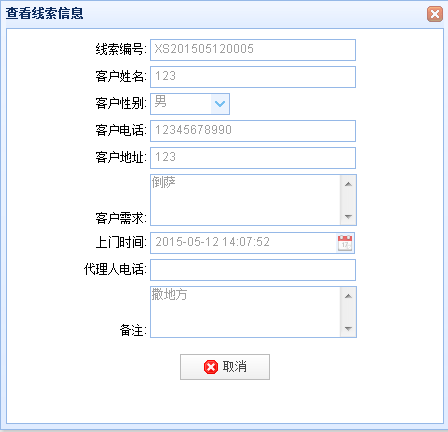 查看线索信息
线索编号: XS201505120005
客户姓名: 123
客户性别: 男
客户电话: 12345678990
客户地址: 123
客户需求: 倒萨
上门时间: 2015-05-12 14:07:52
代理人电话:
备注: 撒地方
取消